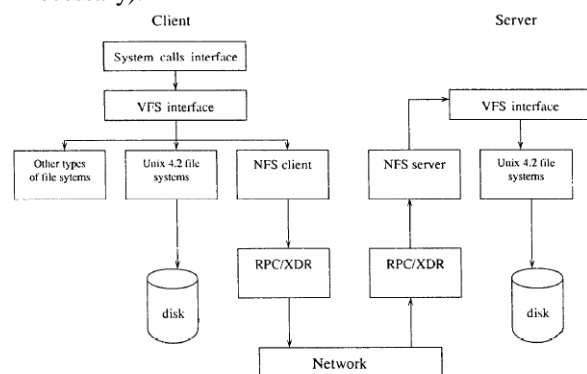 Client
Server
System calls interface
VFS interface
VFS interface
Other types
of file sytems
Unix 4.2 file
systems
NFS client
NFS server
Unix 4.2 file
systems
RPC/XDR
RPC/XDR
disk
disk
Network